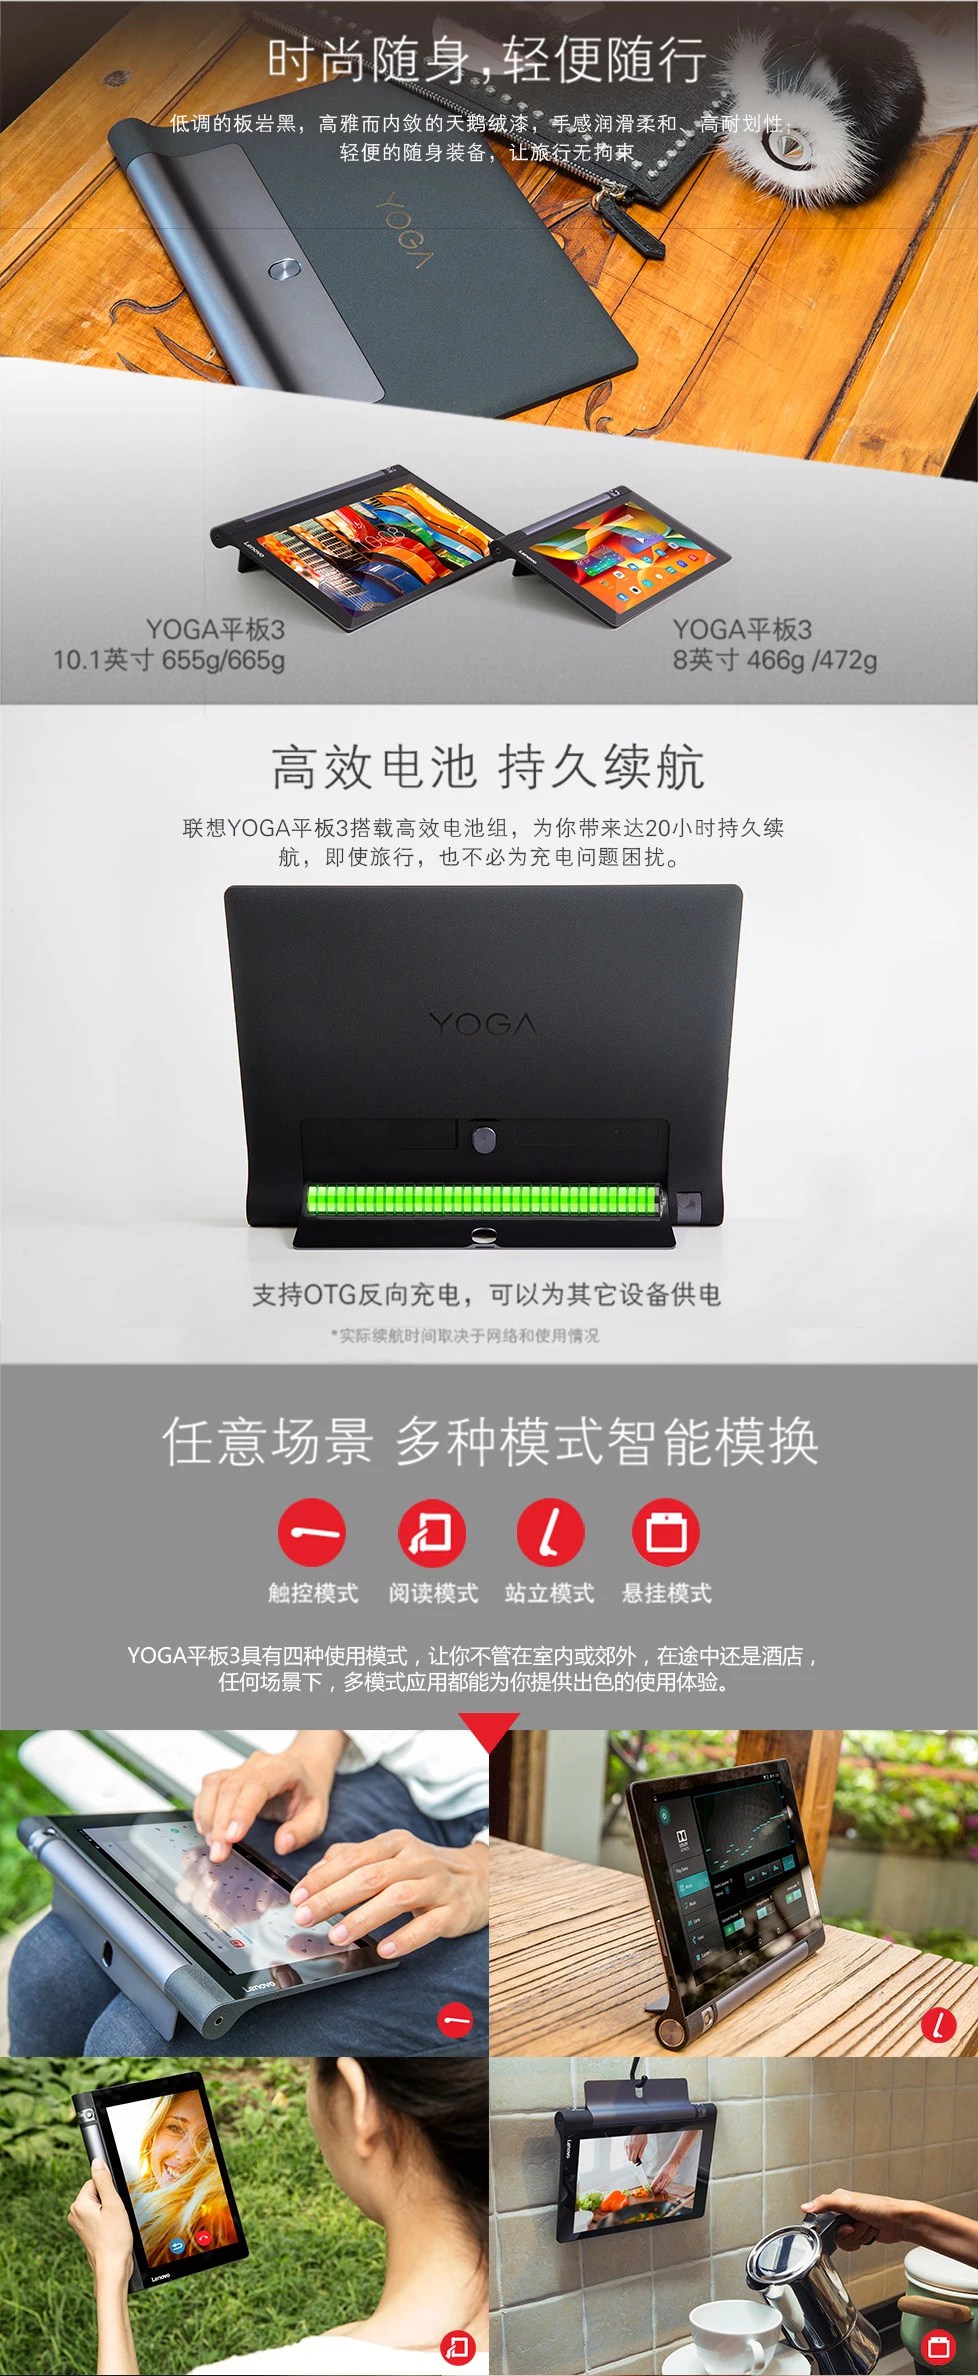 时尚随身,轻便随行
低调的板岩黑，高雅而内敛的天鹅绒漆，手感润滑柔和、高耐划性；
轻便的随身装备，让旅行无拘束
YOGA
Lenovo
Lenovo
YOGA平板3
10.1英寸 655g/665g
YOGA平板3
8英寸 466g /472g
高效电池 持久续航
联想YOGA平板3搭载高效电池组，为你带来达20小时持久续
航，即使旅行，也不必为充电问题困扰。
YOGA
支持OTG反向充电，可以为其它设备供电
*实际续航时间取决于网络和使用情况
任意场景 多种模式智能模换
触控模式 阅读模式 站立模式 悬挂模式
YOGA平板3具有四种使用模式，让你不管在室内或郊外，在途中还是酒店，
任何场景下，多模式应用都能为你提供出色的使用体验。
Lenovo
Lenovo
Lenovo